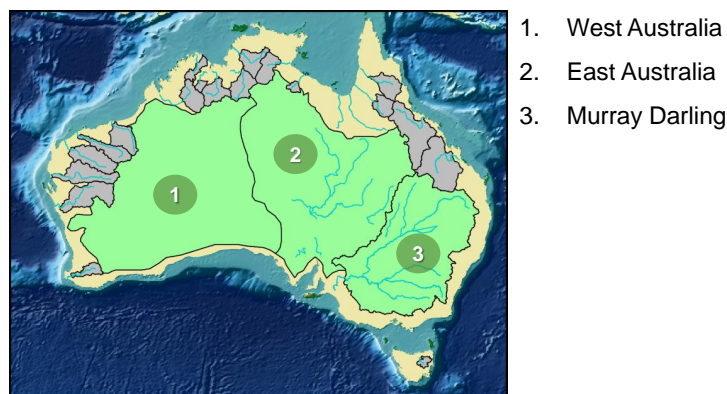 1
2
3
1. West Australia
2. East Australia
3. Murray Darling